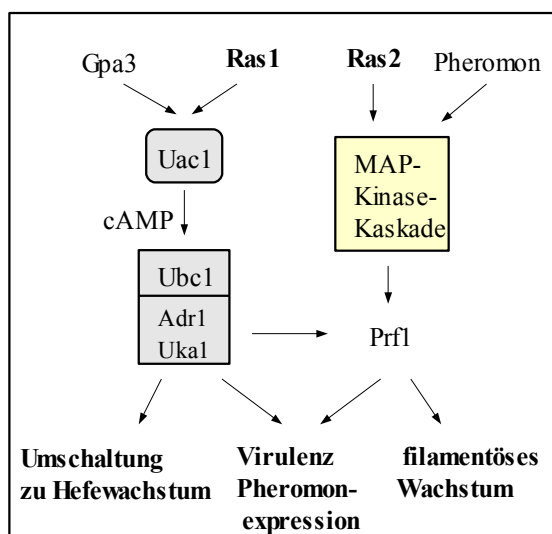 Gpa3 Ras1 Ras2 Pheromon
Uac1
MAP-
Kinase-
Kaskade
cAMP
Ubc1
Adr1
Uka1
Prf1
Umschaltung
zu Hefewachstum
Virulenz
Pheromon-
expression
filamentöses
Wachstum